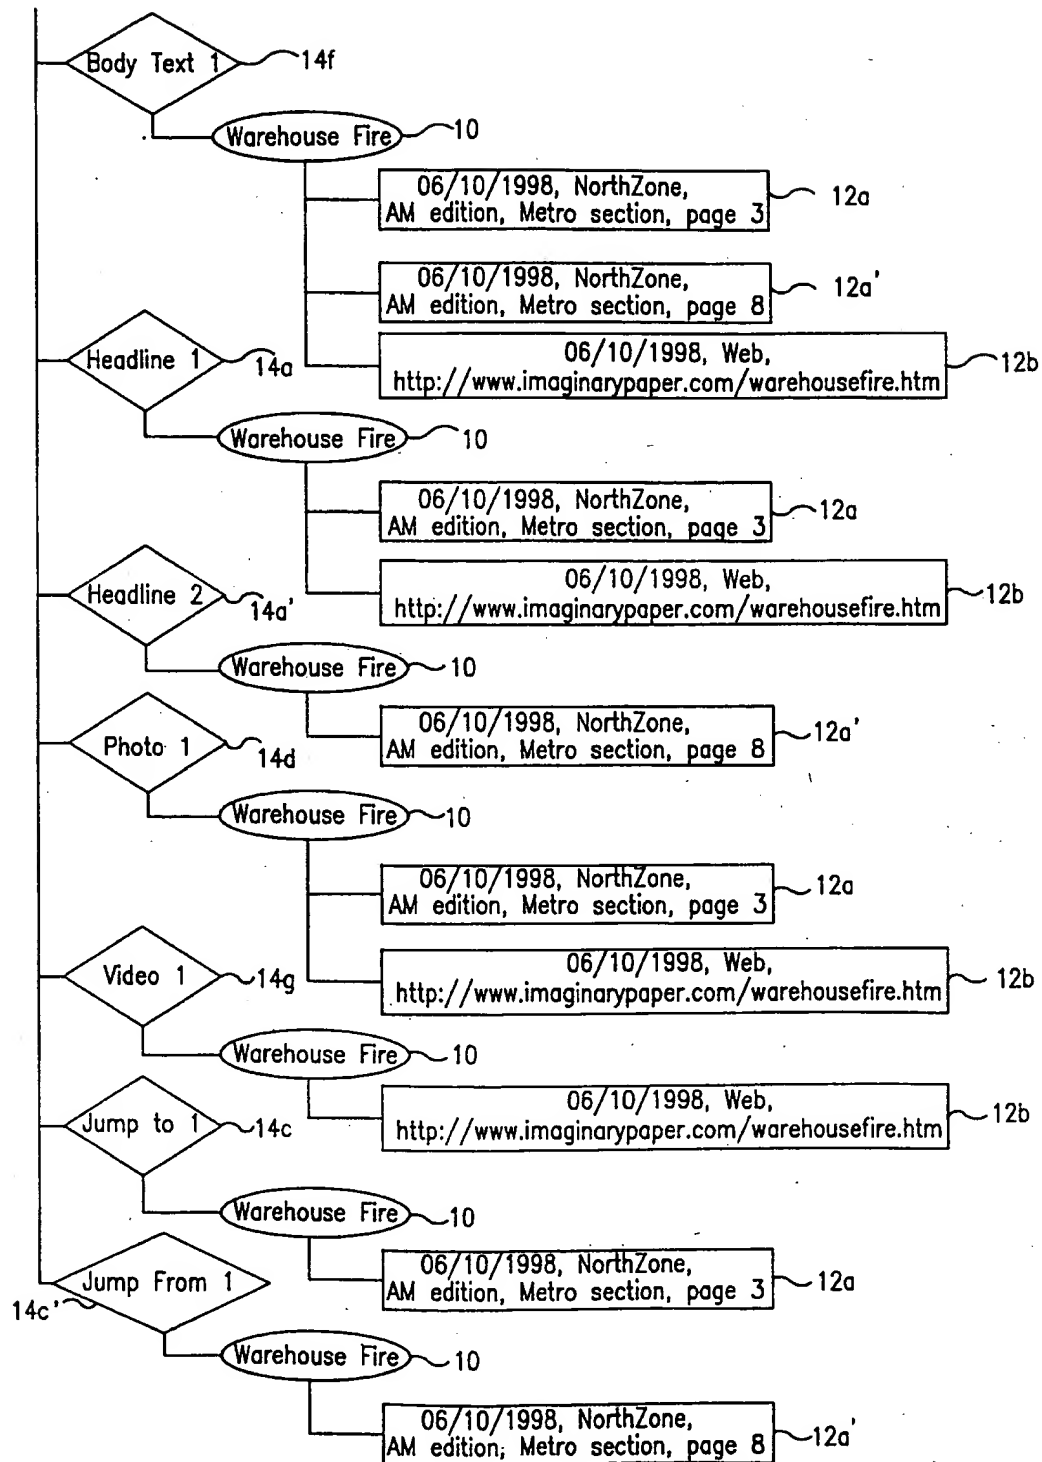 Body Text 1
14f
Warehouse Fire
10
06/10/1998, NorthZone,
AM edition, Metro section, page 3
12a
06/10/1998, NorthZone,
AM edition, Metro section, page 8
12a'
Headline 1
14a
06/10/1998, Web,
http://www.imaginarypaper.com/warehousefire.htm
12b
Warehouse Fire
10
06/10/1998, NorthZone,
AM edition, Metro section, page 3
12a
Headline 2
14a'
06/10/1998, Web,
http://www.imaginarypaper.com/warehousefire.htm
12b
Warehouse Fire
10
Photo 1
14d
06/10/1998, NorthZone,
AM edition, Metro section, page 8
12a'
Warehouse Fire
10
06/10/1998, NorthZone,
AM edition, Metro section, page 3
12a
Video 1
14g
06/10/1998, Web,
http://www.imaginarypaper.com/warehousefire.htm
12b
Warehouse Fire
10
Jump to 1
14c
06/10/1998, Web,
http://www.imaginarypaper.com/warehousefire.htm
12b
Warehouse Fire
10
Jump From 1
14c'
06/10/1998, NorthZone,
AM edition, Metro section, page 3
12a
Warehouse Fire
10
06/10/1998, NorthZone,
AM edition, Metro section, page 8
12a'